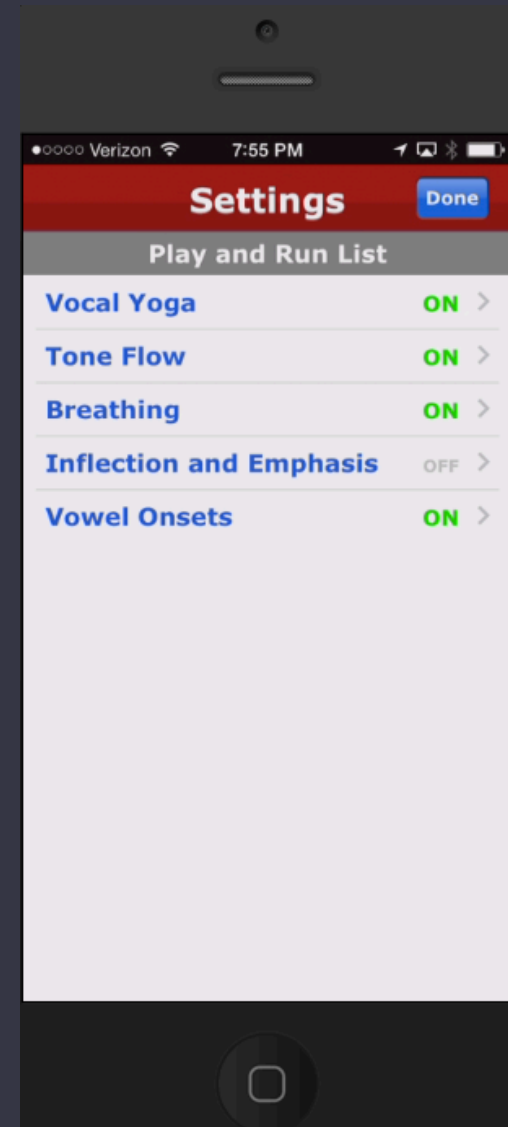 Verizon 7:55 PM
Settings Done
Play and Run List
Vocal Yoga ON
Tone Flow ON
Breathing ON
Inflection and Emphasis OFF
Vowel Onsets ON